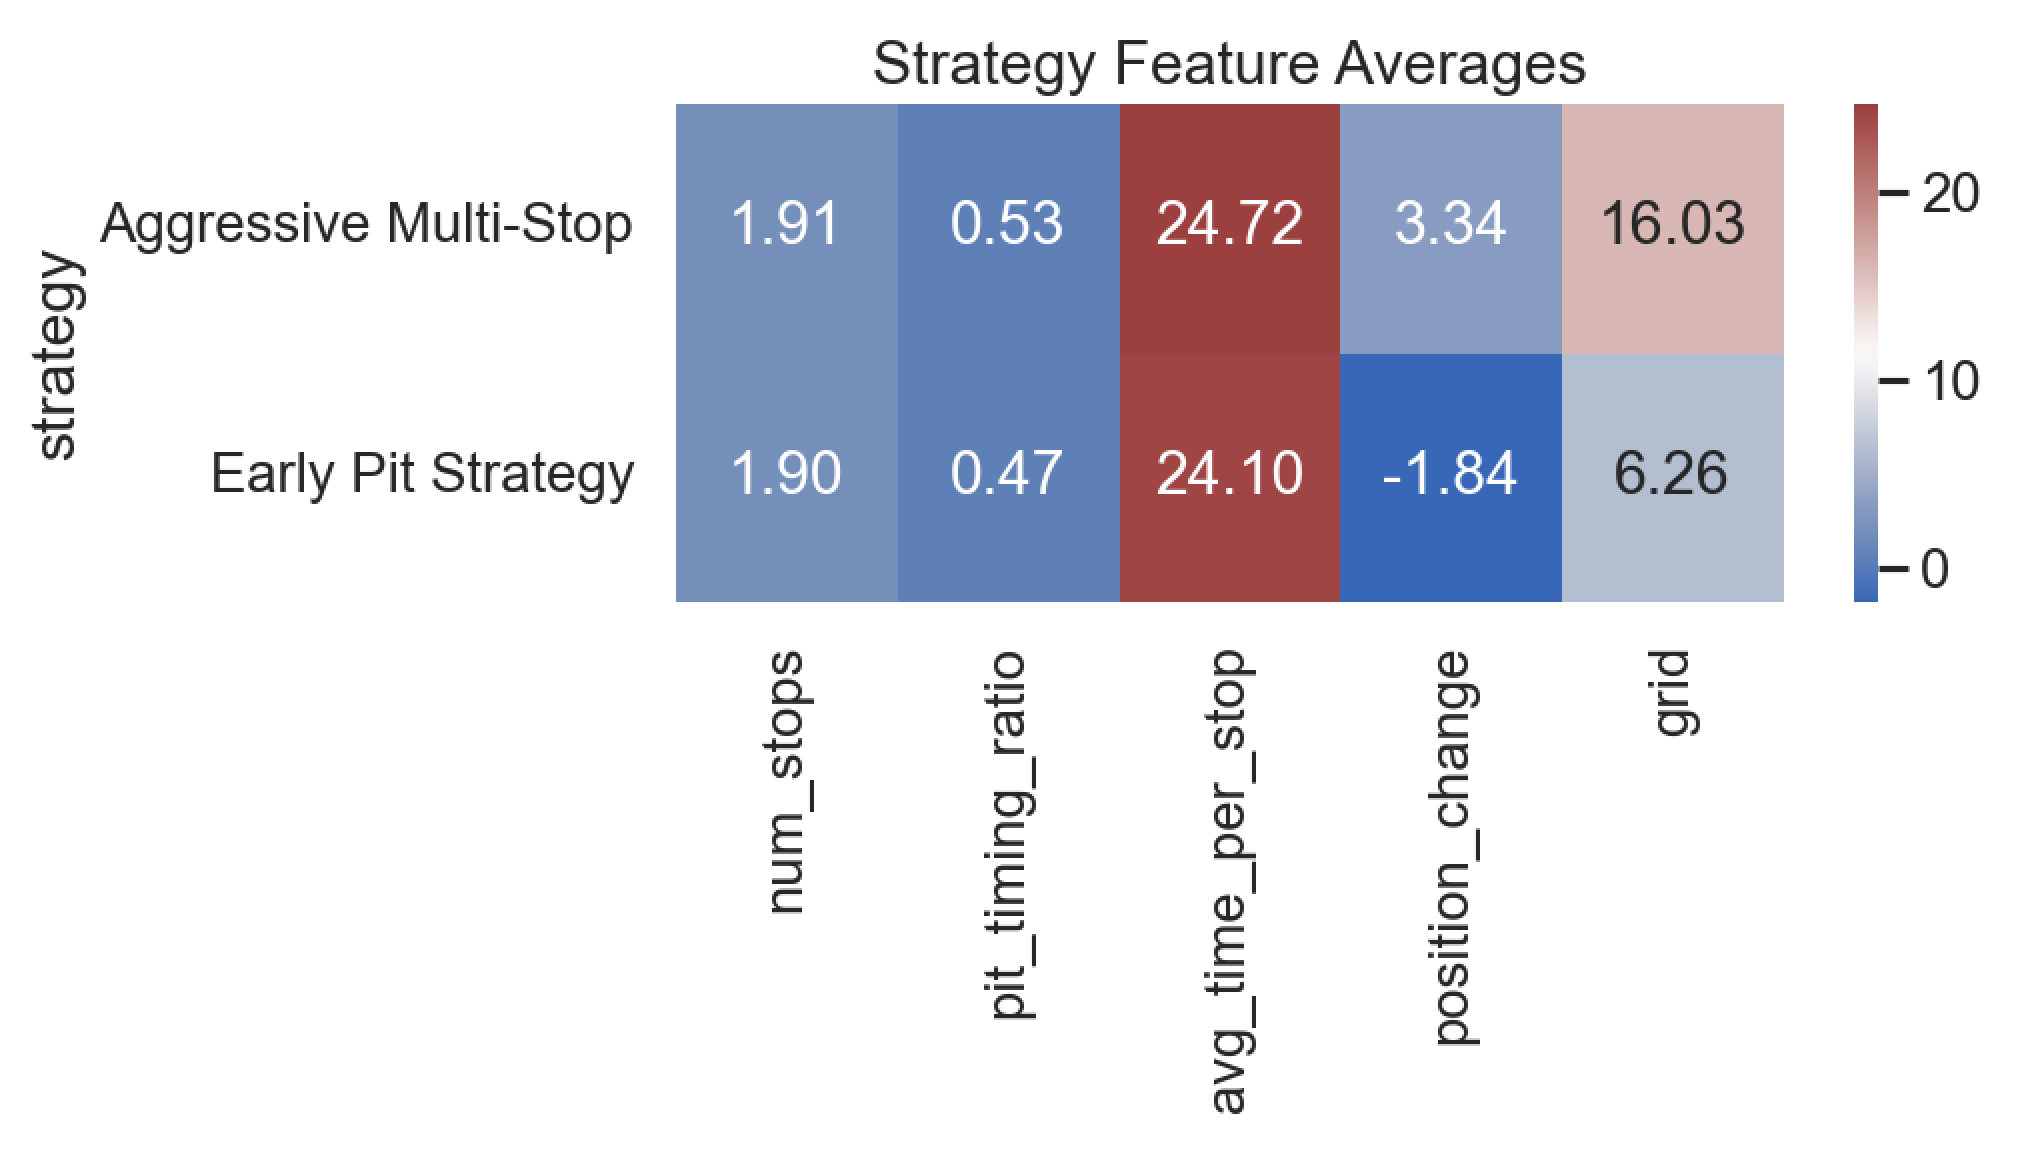 Strategy Feature Averages
strategy
Aggressive Multi-Stop 1.91 0.53 24.72 3.34 16.03
Early Pit Strategy 1.90 0.47 24.10 -1.84 6.26
20
10
0
num_stops
pit_timing_ratio
avg_time_per_stop
position_change
grid